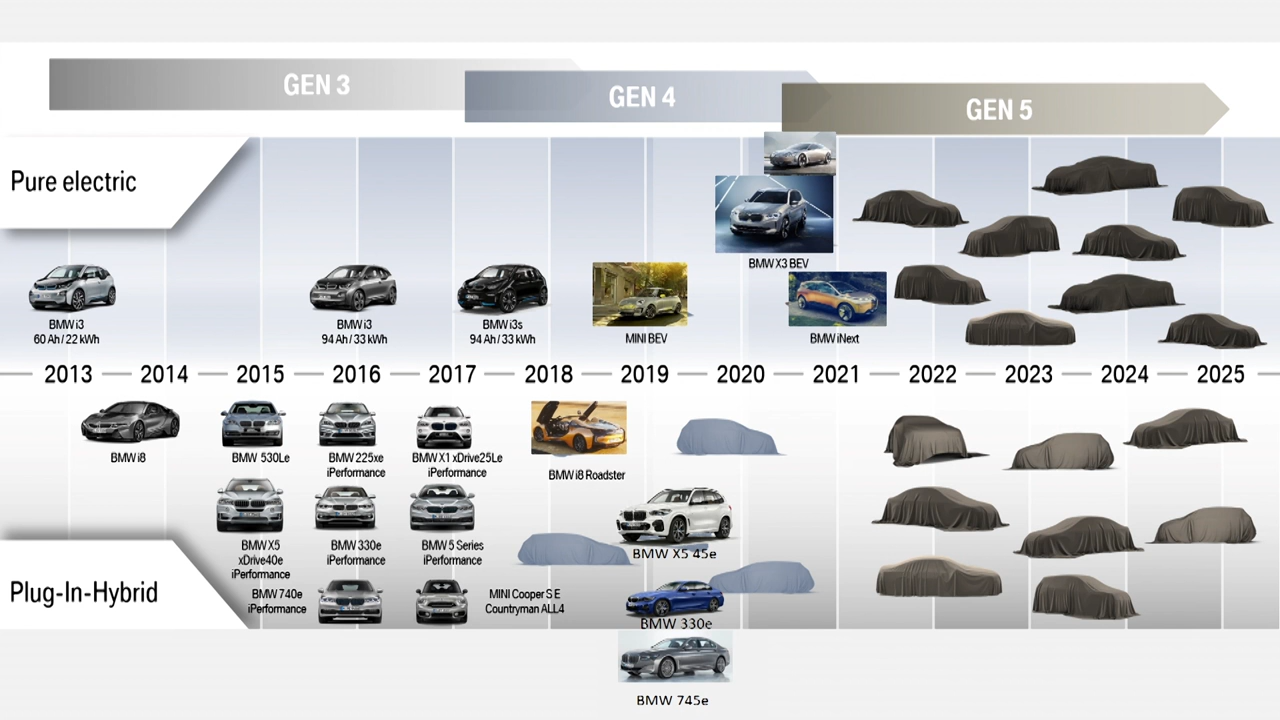 GEN 3
GEN 4
GEN 5
Pure electric
BMW i3
60 Ah / 22 kWh
BMW i3
94 Ah / 33 kWh
BMW i3s
94 Ah / 33 kWh
MINI BEV
BMW X3 BEV
BMW iNext
2013
2014
2015
2016
2017
2018
2019
2020
2021
2022
2023
2024
2025
BMW i8
BMW 530Le
BMW 225xe
iPerformance
BMW X1 xDrive25Le
iPerformance
BMW i8 Roadster
BMW X5
xDrive40e
iPerformance
BMW 330e
iPerformance
BMW 5 Series
iPerformance
BMW X5 45e
Plug-In-Hybrid
BMW 740e
iPerformance
MINI Cooper S E
Countryman ALL4
BMW 330e
BMW 745e